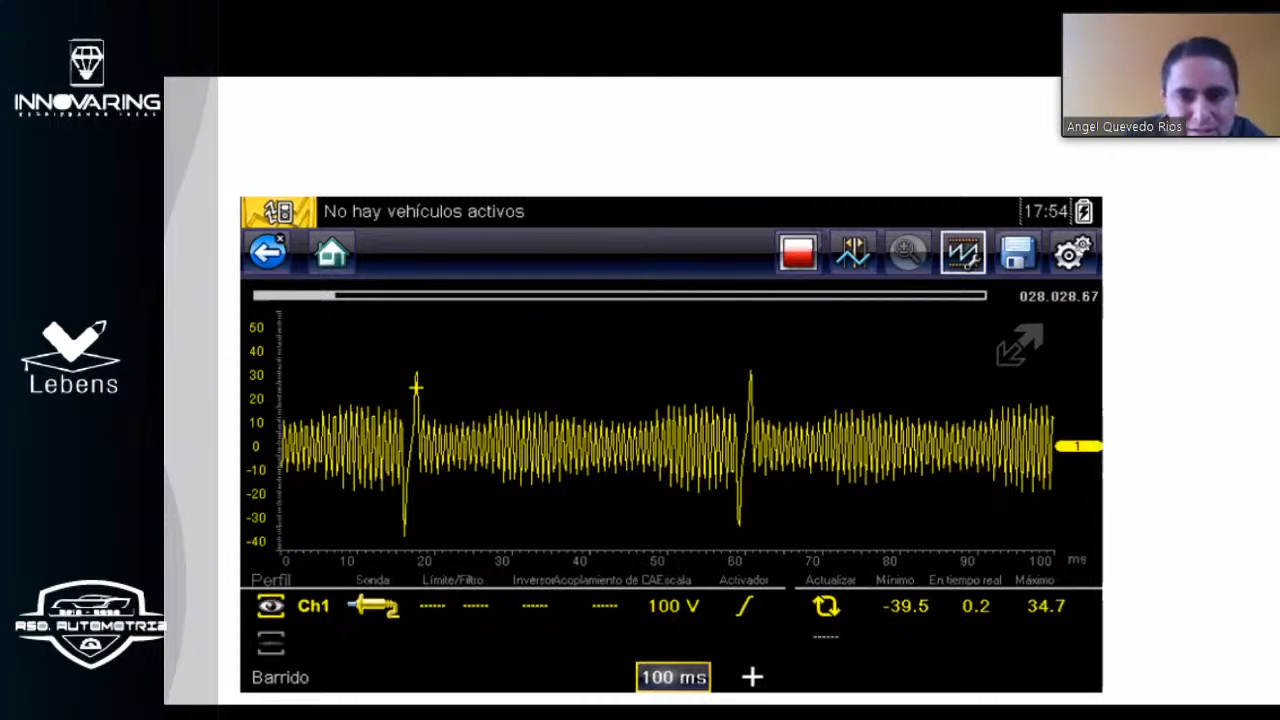 INNOVARING
Angel Quevedo Rios
No hay vehículos activos
17:54
028.028.67
50
40
30
20
10
0
-10
-20
-30
-40
1
0 10 20 30 40 50 60 70 80 90 100 ms
Perfil Sonda Límite/Filtro Inversor Acoplamiento de CA Escala Activador Actualizar Mínimo En tiempo real Máximo
Ch1 ----- ----- ----- ----- 100 V -39.5 0.2 34.7
-----
Barrido 100 ms +
Lebens
ASO. AUTOMOTRIZ